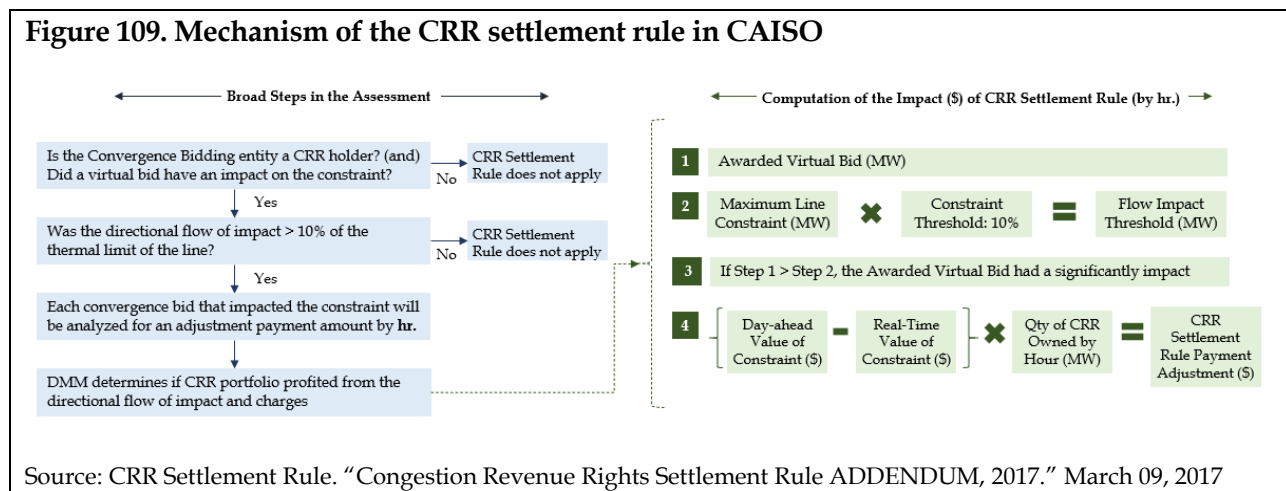 Figure 109. Mechanism of the CRR settlement rule in CAISO
Broad Steps in the Assessment
Is the Convergence Bidding entity a CRR holder? (and)
Did a virtual bid have an impact on the constraint?
No
CRR Settlement
Rule does not apply
Yes
Was the directional flow of impact > 10% of the
thermal limit of the line?
No
CRR Settlement
Rule does not apply
Yes
Each convergence bid that impacted the constraint will
be analyzed for an adjustment payment amount by hr.
DMM determines if CRR portfolio profited from the
directional flow of impact and charges
Computation of the Impact ($) of CRR Settlement Rule (by hr.)
1
Awarded Virtual Bid (MW)
2
Maximum Line
Constraint (MW)
✖
Constraint
Threshold: 10%
=
Flow Impact
Threshold (MW)
3
If Step 1 > Step 2, the Awarded Virtual Bid had a significantly impact
4
Day-ahead
Value of
Constraint ($)
-
Real-Time
Value of
Constraint ($)
✖
Qty of CRR
Owned by
Hour (MW)
=
CRR
Settlement
Rule Payment
Adjustment ($)
Source: CRR Settlement Rule. “Congestion Revenue Rights Settlement Rule ADDENDUM, 2017.” March 09, 2017